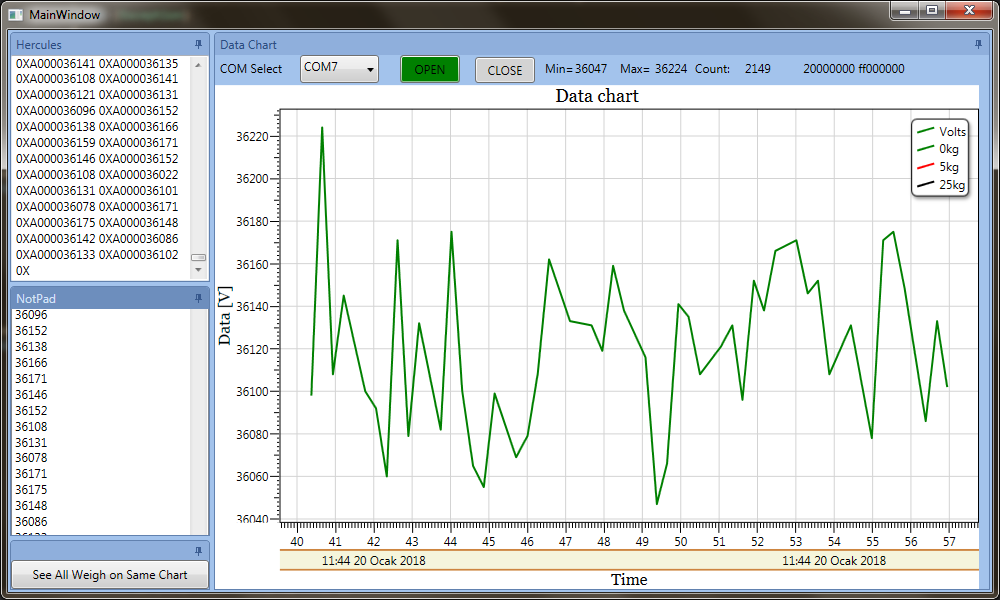 MainWindow
Hercules
0XA000036141 0XA000036135
0XA000036108 0XA000036141
0XA000036121 0XA000036131
0XA000036096 0XA000036152
0XA000036138 0XA000036166
0XA000036159 0XA000036171
0XA000036146 0XA000036152
0XA000036108 0XA000036022
0XA000036131 0XA000036101
0XA000036078 0XA000036171
0XA000036175 0XA000036148
0XA000036142 0XA000036086
0XA000036133 0XA000036102
0X
NotPad
36096
36152
36138
36166
36171
36146
36152
36108
36131
36078
36171
36175
36148
36086
See All Weigh on Same Chart
Data Chart
COM Select COM7 OPEN CLOSE Min= 36047 Max= 36224 Count: 2149 20000000 ff000000
Data chart
Volts
0kg
5kg
25kg
Data [V]
36220
36200
36180
36160
36140
36120
36100
36080
36060
36040
40 41 42 43 44 45 46 47 48 49 50 51 52 53 54 55 56 57
11:44 20 Ocak 2018 11:44 20 Ocak 2018
Time